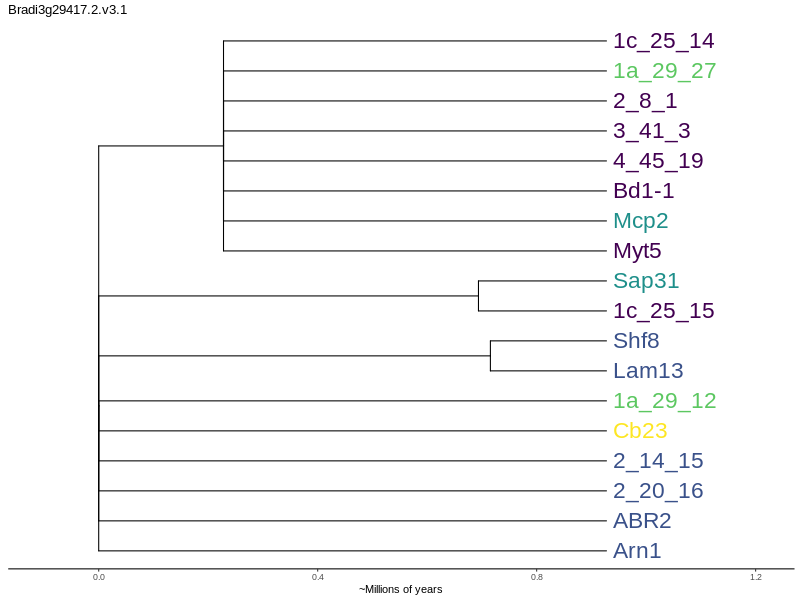 Bradi3g29417.2.v3.1
1c_25_14
1a_29_27
2_8_1
3_41_3
4_45_19
Bd1-1
Mcp2
Myt5
Sap31
1c_25_15
Shf8
Lam13
1a_29_12
Cb23
2_14_15
2_20_16
ABR2
Arn1
0.0 0.4 0.8 1.2
~Millions of years